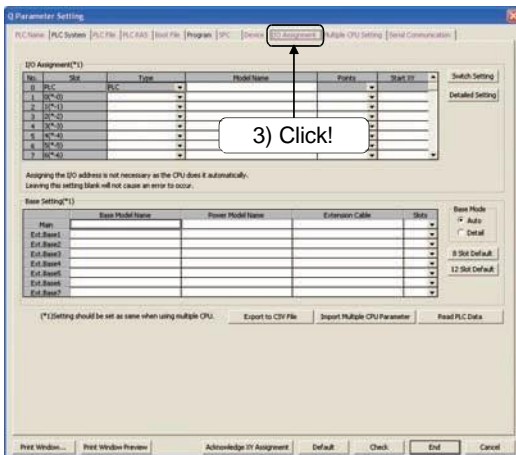 Q Parameter Setting
PLC Name PLC System PLC File PLC RAS Boot File Program SFC Device I/O Assignment Multiple CPU Setting Serial Communication
I/O Assignment(*1)
No. Slot Type Model Name Points Start XY
0 PLC PLC
1 0(*-0)
2 1(*-1)
3 2(*-2)
4 3(*-3)
5 4(*-4)
6 5(*-5)
7 6(*-6)
Switch Setting
Detailed Setting
3) Click!
Assigning the I/O address is not necessary as the CPU does it automatically.
Leaving this setting blank will not cause an error to occur.
Base Setting(*1)
Base Model Name Power Model Name Extension Cable Slots
Main
Ext.Base1
Ext.Base2
Ext.Base3
Ext.Base4
Ext.Base5
Ext.Base6
Ext.Base7
Base Mode
Auto
Detail
8 Slot Default
12 Slot Default
(*1)Setting should be set as same when using multiple CPU. Export to CSV File Import Multiple CPU Parameter Read PLC Data
Print Window... Print Window Preview Acknowledge XY Assignment Default Check End Cancel